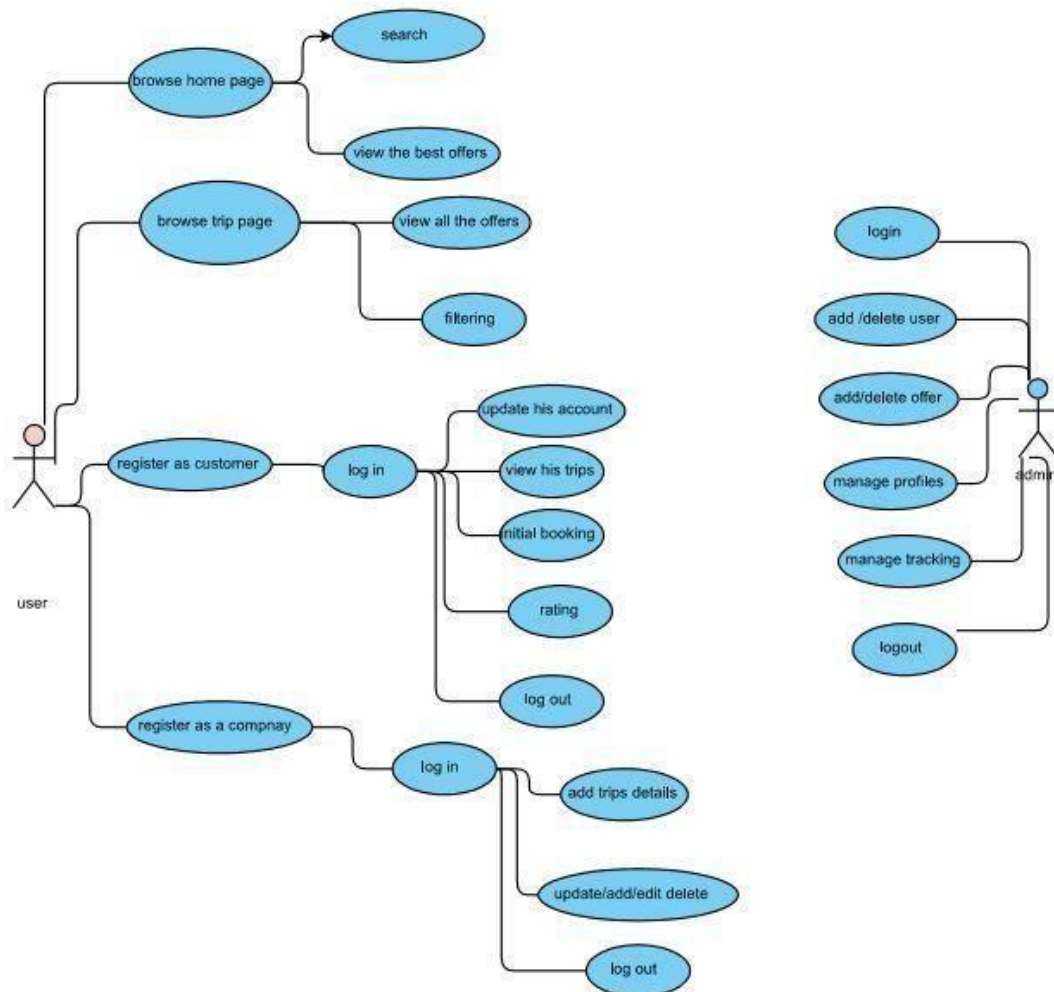 search
browse home page
view the best offers
browse trip page
view all the offers
filtering
login
add /delete user
add/delete offer
manage profiles
admin
manage tracking
logout
update his account
register as customer
log in
view his trips
initial booking
rating
user
log out
register as a compnay
log in
add trips details
update/add/edit delete
log out